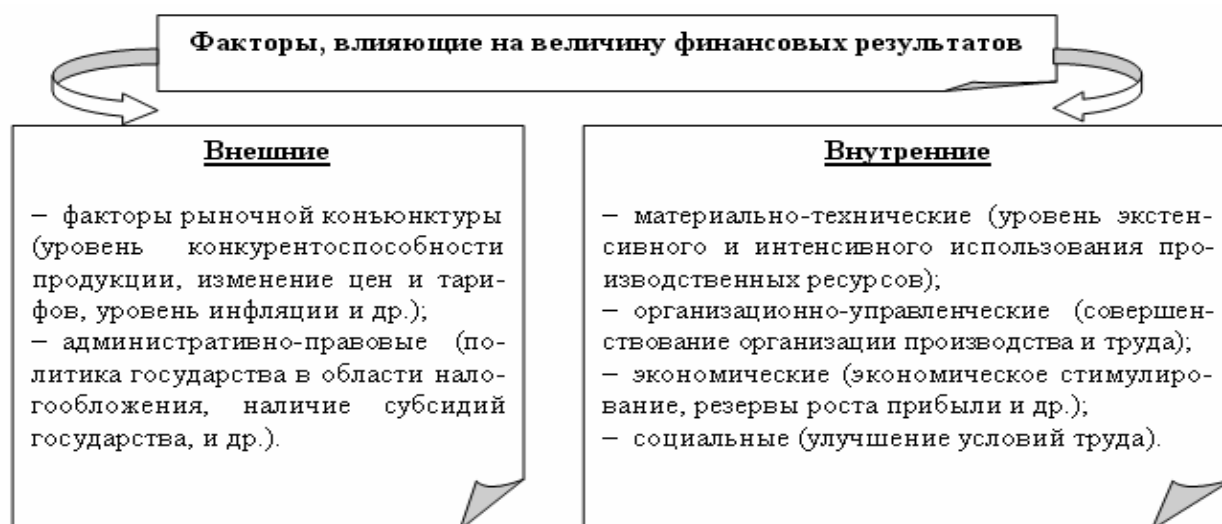 Факторы, влияющие на величину финансовых результатов
Внешние
– факторы рыночной конъюнктуры
(уровень конкурентоспособности
продукции, изменение цен и тари-
фов, уровень инфляции и др.);
– административно-правовые (по-
литика государства в области нало-
гообложения, наличие субсидий
государства, и др.).
Внутренние
– материально-технические (уровень экстен-
сивного и интенсивного использования про-
изводственных ресурсов);
– организационно-управленческие (совершен-
ствование организации производства и труда);
– экономические (экономическое стимулиро-
вание, резервы роста прибыли и др.);
– социальные (улучшение условий труда).